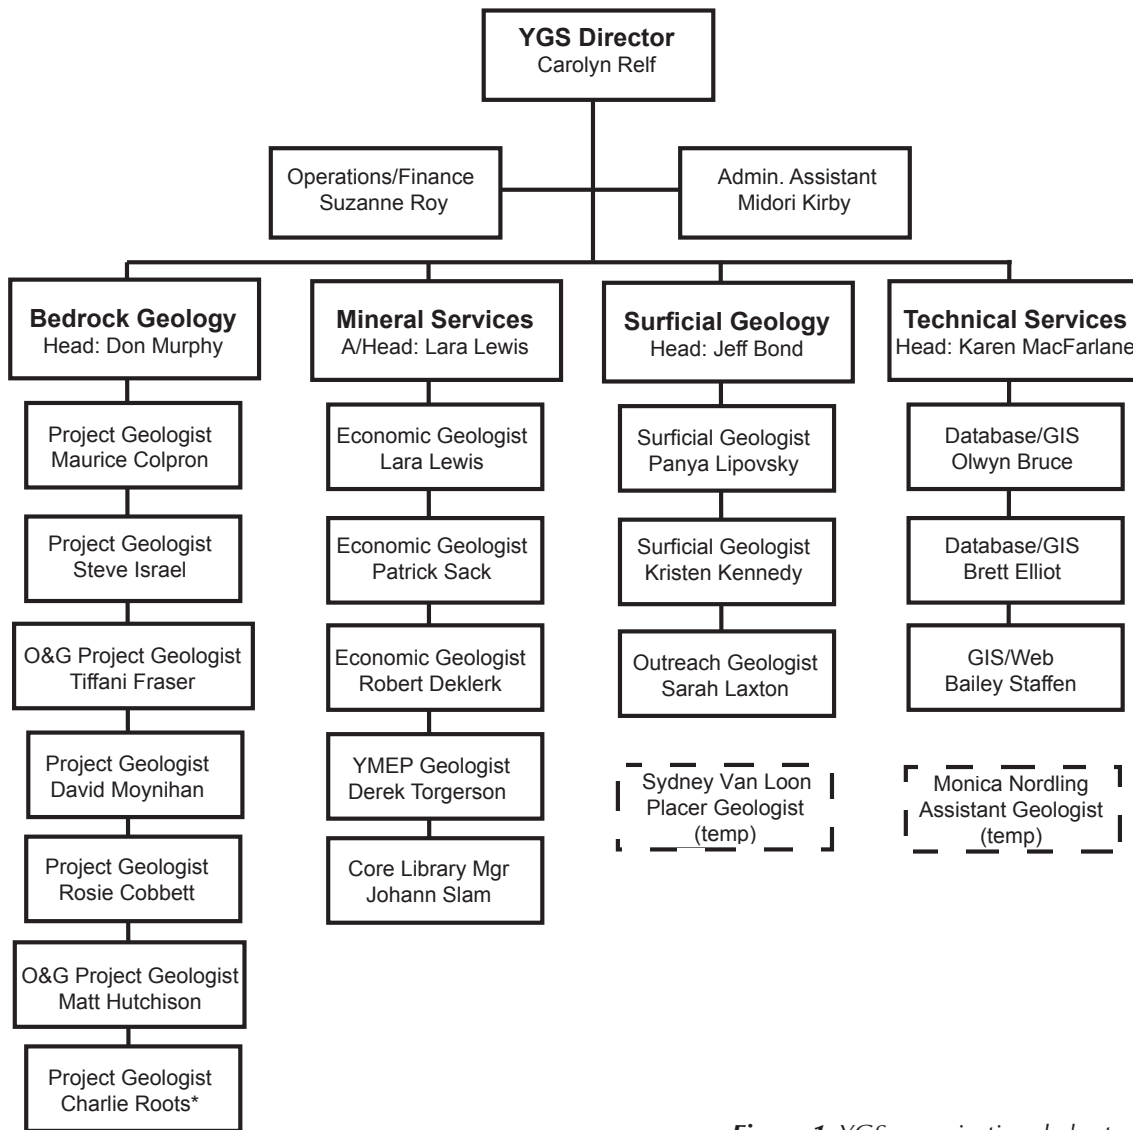 YGS Director
Carolyn Relf
Operations/Finance
Suzanne Roy
Admin. Assistant
Midori Kirby
Bedrock Geology
Head: Don Murphy
Project Geologist
Maurice Colpron
Project Geologist
Steve Israel
O&G Project Geologist
Tiffani Fraser
Project Geologist
David Moynihan
Project Geologist
Rosie Cobbett
O&G Project Geologist
Matt Hutchison
Project Geologist
Charlie Roots*
Mineral Services
A/Head: Lara Lewis
Economic Geologist
Lara Lewis
Economic Geologist
Patrick Sack
Economic Geologist
Robert Deklerk
YMEP Geologist
Derek Torgerson
Core Library Mgr
Johann Slam
Surficial Geology
Head: Jeff Bond
Surficial Geologist
Panya Lipovsky
Surficial Geologist
Kristen Kennedy
Outreach Geologist
Sarah Laxton
Sydney Van Loon
Placer Geologist
(temp)
Technical Services
Head: Karen MacFarlane
Database/GIS
Olwyn Bruce
Database/GIS
Brett Elliot
GIS/Web
Bailey Staffen
Monica Nordling
Assistant Geologist
(temp)